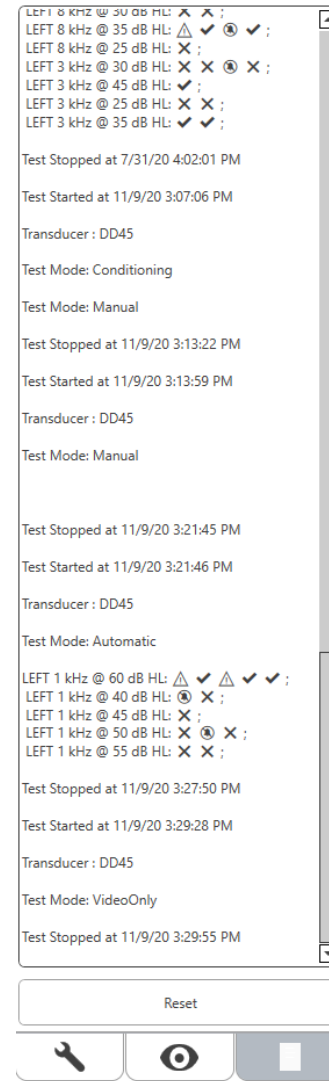 LEFT 8 kHz @ 30 dB HL: ✕ ✕ ;
LEFT 8 kHz @ 35 dB HL: ⚠ ✔ 🔕 ✔ ;
LEFT 8 kHz @ 25 dB HL: ✕ ;
LEFT 3 kHz @ 30 dB HL: ✕ ✕ 🔕 ✕ ;
LEFT 3 kHz @ 45 dB HL: ✔ ;
LEFT 3 kHz @ 25 dB HL: ✕ ✕ ;
LEFT 3 kHz @ 35 dB HL: ✔ ✔ ;
Test Stopped at 7/31/20 4:02:01 PM
Test Started at 11/9/20 3:07:06 PM
Transducer : DD45
Test Mode: Conditioning
Test Mode: Manual
Test Stopped at 11/9/20 3:13:22 PM
Test Started at 11/9/20 3:13:59 PM
Transducer : DD45
Test Mode: Manual
Test Stopped at 11/9/20 3:21:45 PM
Test Started at 11/9/20 3:21:46 PM
Transducer : DD45
Test Mode: Automatic
LEFT 1 kHz @ 60 dB HL: ⚠ ✔ ⚠ ✔ ✔ ;
LEFT 1 kHz @ 40 dB HL: 🔕 ✕ ;
LEFT 1 kHz @ 45 dB HL: ✕ ;
LEFT 1 kHz @ 50 dB HL: ✕ 🔕 ✕ ;
LEFT 1 kHz @ 55 dB HL: ✕ ✕ ;
Test Stopped at 11/9/20 3:27:50 PM
Test Started at 11/9/20 3:29:28 PM
Transducer : DD45
Test Mode: VideoOnly
Test Stopped at 11/9/20 3:29:55 PM
Reset